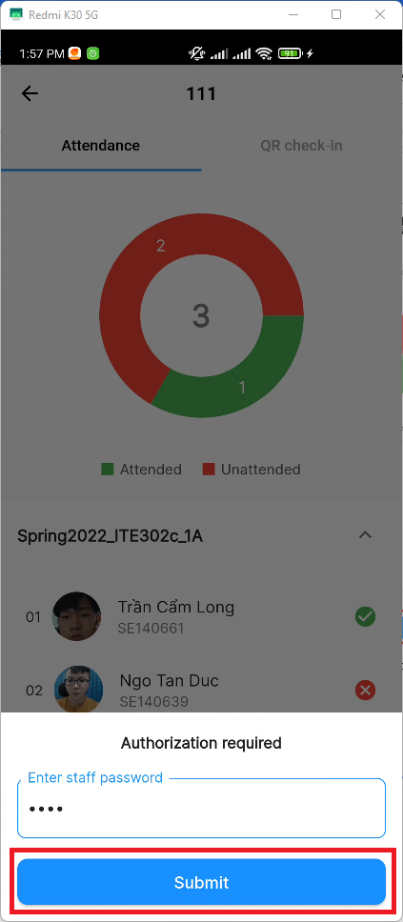 Redmi K30 5G
1:57 PM
91
111
Attendance
QR check-in
2
3
1
Attended
Unattended
Spring2022_ITE302c_1A
01
Trần Cẩm Long
SE140661
02
Ngo Tan Duc
SE140639
Authorization required
Enter staff password
••••
Submit